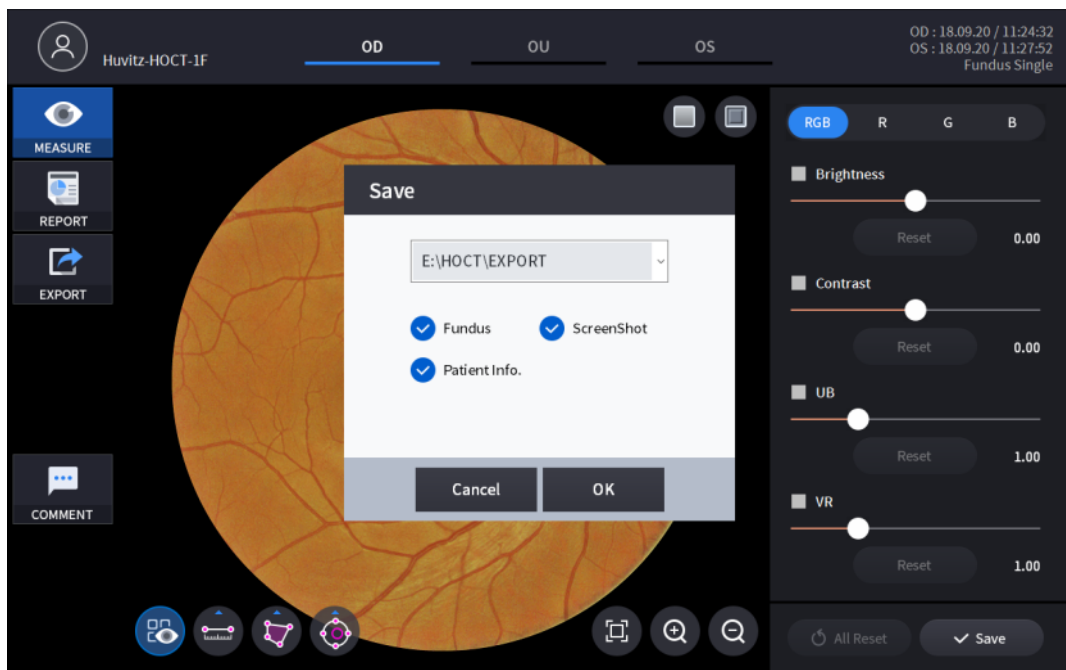 Huvitz-HOCT-1F
OD
OU
OS
OD : 18.09.20 / 11:24:32
OS : 18.09.20 / 11:27:52
Fundus Single
MEASURE
REPORT
EXPORT
COMMENT
Save
E:\HOCT\EXPORT
Fundus
ScreenShot
Patient Info.
Cancel
OK
RGB
R
G
B
Brightness
Reset
0.00
Contrast
Reset
0.00
UB
Reset
1.00
VR
Reset
1.00
All Reset
Save